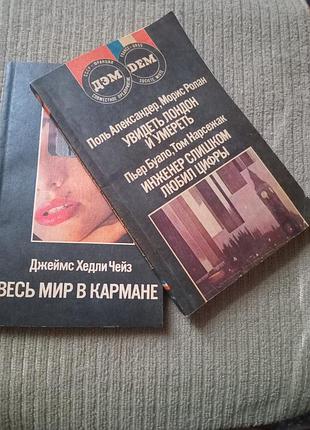 ДЭМ DEM
Поль Александер, Морис Ролан
УВИДЕТЬ ЛОНДОН
И УМЕРЕТЬ
Пьер Буало, Том Нарсежак
ИНЖЕНЕР СЛИШКОМ
ЛЮБИЛ ЦИФРЫ
Джеймс Хедли Чейз
ВЕСЬ МИР В КАРМАНЕ